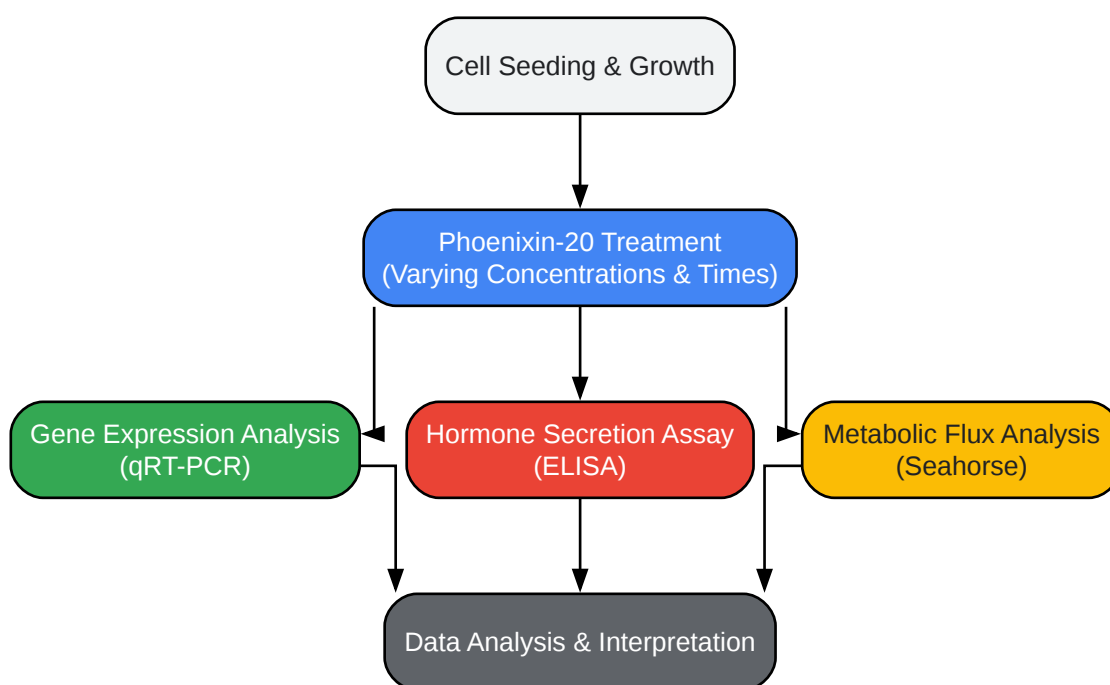 Cell Seeding & Growth
Phoenixin-20 Treatment
(Varying Concentrations & Times)
Gene Expression Analysis
(qRT-PCR)
Hormone Secretion Assay
(ELISA)
Metabolic Flux Analysis
(Seahorse)
Data Analysis & Interpretation